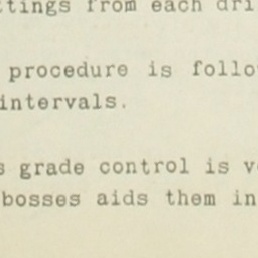 ttings from each dri
procedure is follo
intervals.
s grade control is v
bosses aids them in